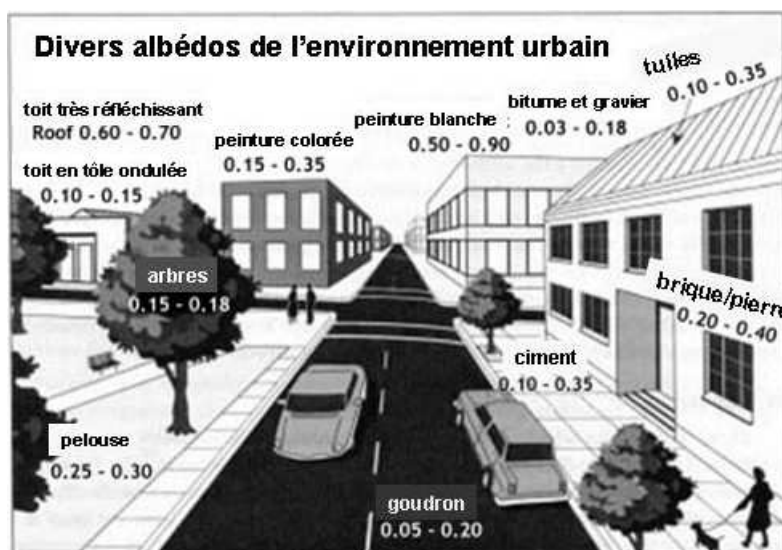 Divers albédos de l'environnement urbain
tuiles
0.10 - 0.35
toit très réfléchissant
Roof 0.60 - 0.70
peinture colorée
0.15 - 0.35
peinture blanche :
0.50 - 0.90
bitume et gravier
0.03 - 0.18
toit en tôle ondulée
0.10 - 0.15
arbres
0.15 - 0.18
brique/pierre
0.20 - 0.40
ciment
0.10 - 0.35
pelouse
0.25 - 0.30
goudron
0.05 - 0.20